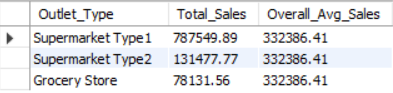 Outlet_Type Total_Sales Overall_Avg_Sales
Supermarket Type1 787549.89 332386.41
Supermarket Type2 131477.77 332386.41
Grocery Store 78131.56 332386.41